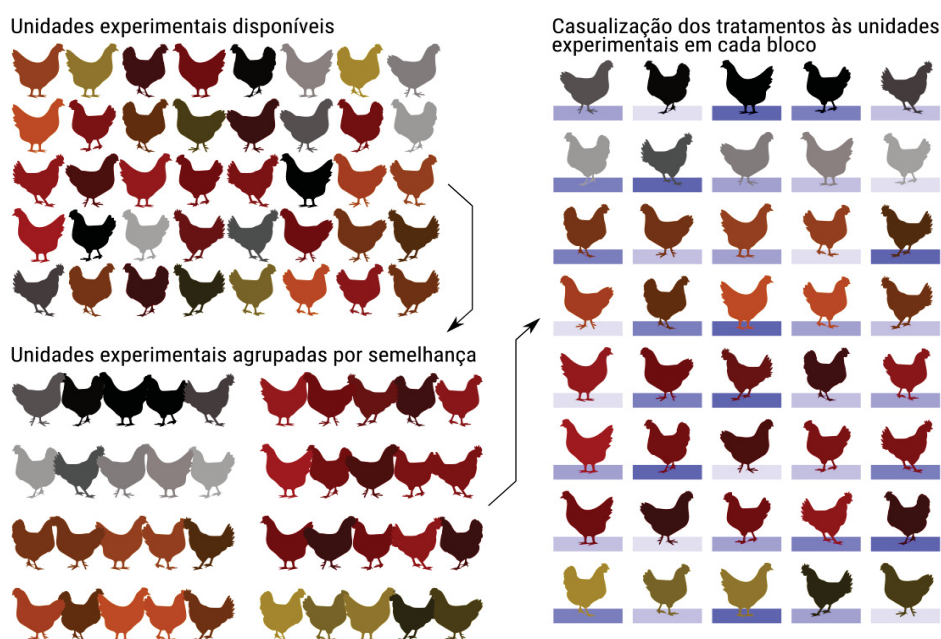 Unidades experimentais disponíveis
Unidades experimentais agrupadas por semelhança
Casualização dos tratamentos às unidades
experimentais em cada bloco